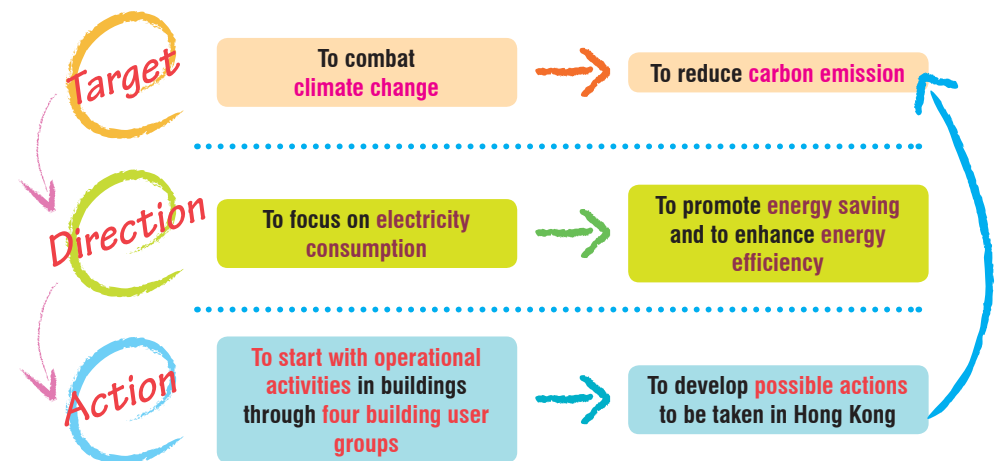 Target
To combat
climate change
To reduce carbon emission
Direction
To focus on electricity
consumption
To promote energy saving
and to enhance energy
efficiency
Action
To start with operational
activities in buildings
through four building user
groups
To develop possible actions
to be taken in Hong Kong